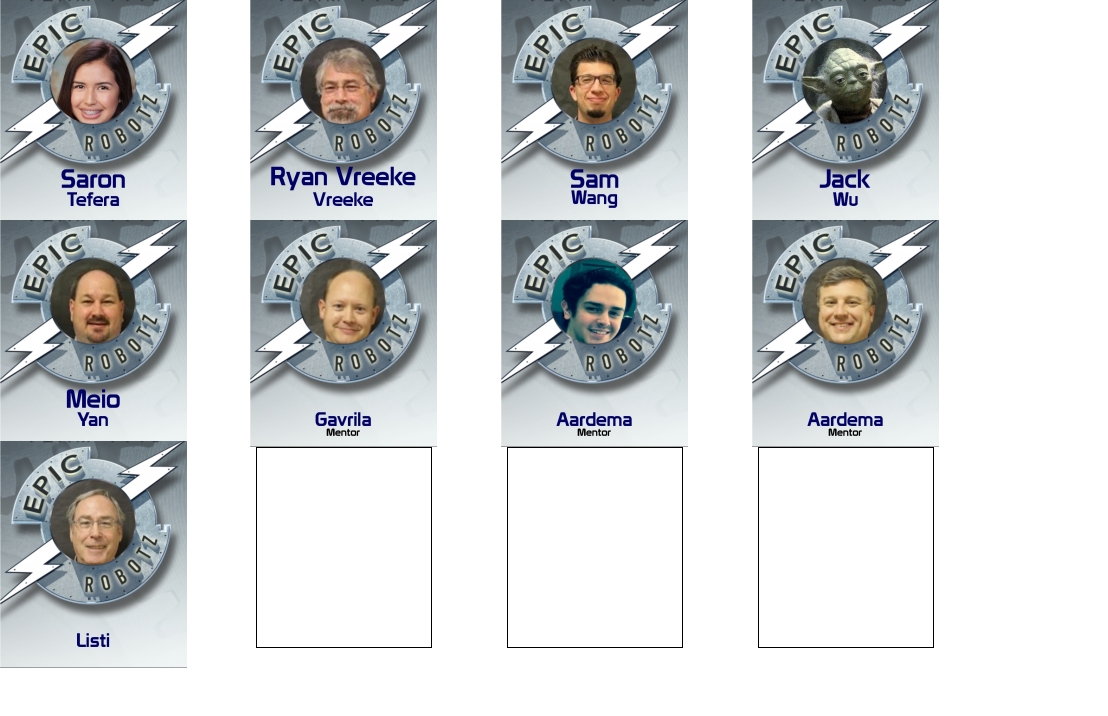 EPIC
ROBOTZ
Saron
Tefera
EPIC
ROBOTZ
Ryan Vreeke
Vreeke
EPIC
ROBOTZ
Sam
Wang
EPIC
ROBOTZ
Jack
Wu
EPIC
ROBOTZ
Meio
Yan
EPIC
ROBOTZ
Gavrila
Mentor
EPIC
ROBOTZ
Aardema
Mentor
EPIC
ROBOTZ
Aardema
Mentor
EPIC
ROBOTZ
Listi